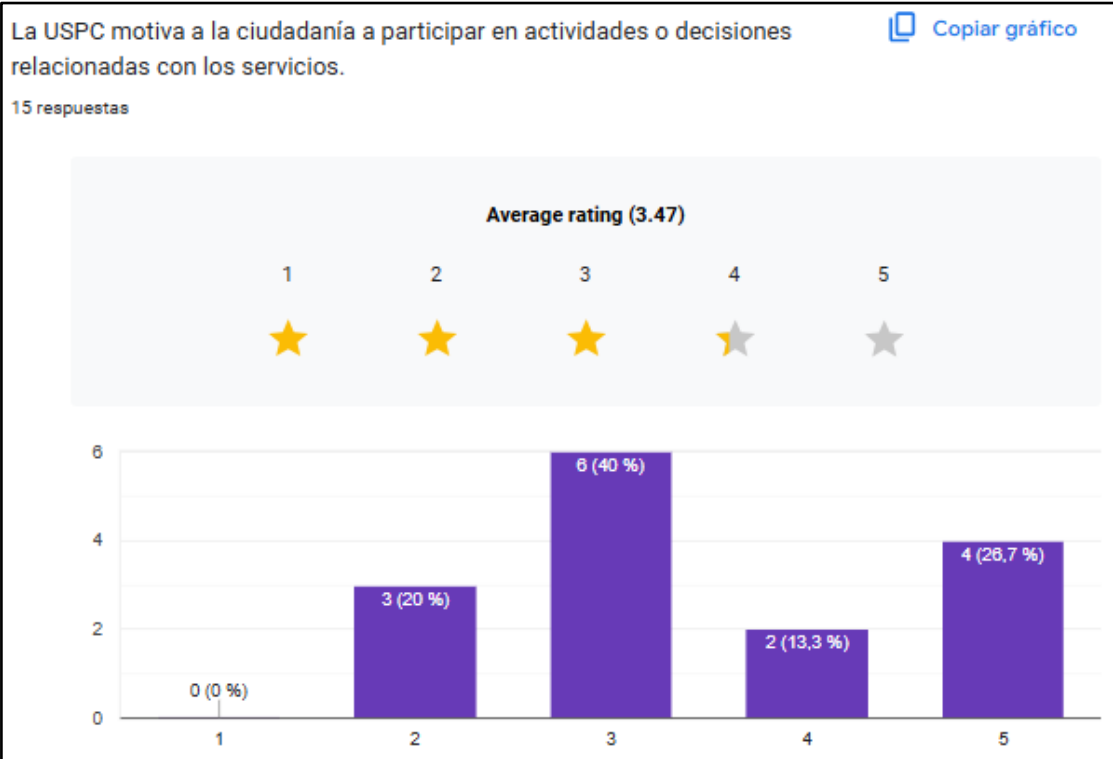 La USPC motiva a la ciudadanía a participar en actividades o decisiones
relacionadas con los servicios.
Copiar gráfico
15 respuestas
Average rating (3.47)
1 2 3 4 5
6
4
2
0
0 (0 %)
3 (20 %)
6 (40 %)
2 (13,3 %)
4 (26,7 %)
1 2 3 4 5